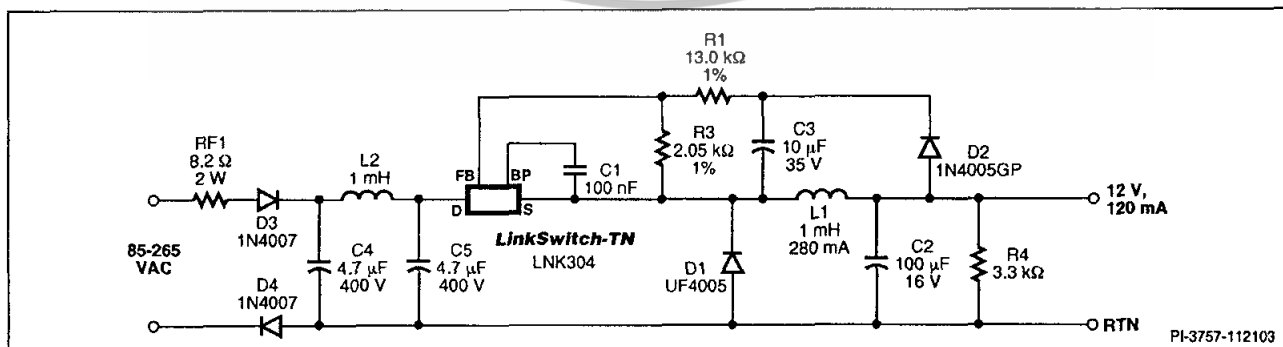 R1
13.0 kΩ
1%
RF1
8.2 Ω
2 W
L2
1 mH
FB
BP
D
S
C1
100 nF
R3
2.05 kΩ
1%
C3
10 µF
35 V
D2
1N4005GP
12 V,
120 mA
D3
1N4007
85-265
VAC
C4
4.7 µF
400 V
C5
4.7 µF
400 V
LinkSwitch-TN
LNK304
D1
UF4005
L1
1 mH
280 mA
C2
100 µF
16 V
R4
3.3 kΩ
D4
1N4007
RTN
PI-3757-112103